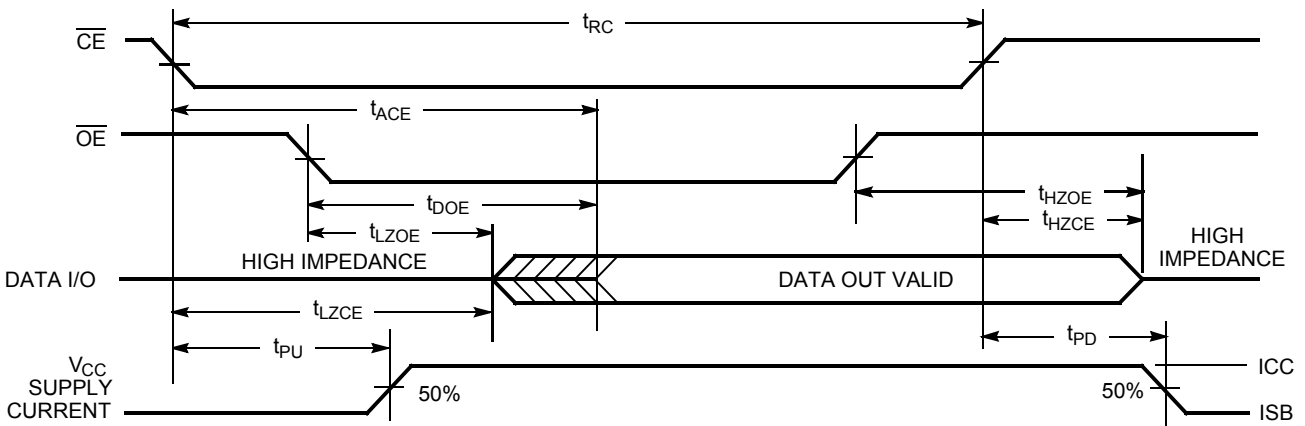 tRC
CE
tACE
OE
tHZOE
tDOE
tHZCE
tLZOE
HIGH
IMPEDANCE
HIGH IMPEDANCE
DATA I/O
DATA OUT VALID
tLZCE
tPU
tPD
VCC
SUPPLY
CURRENT
50%
50%
ICC
ISB